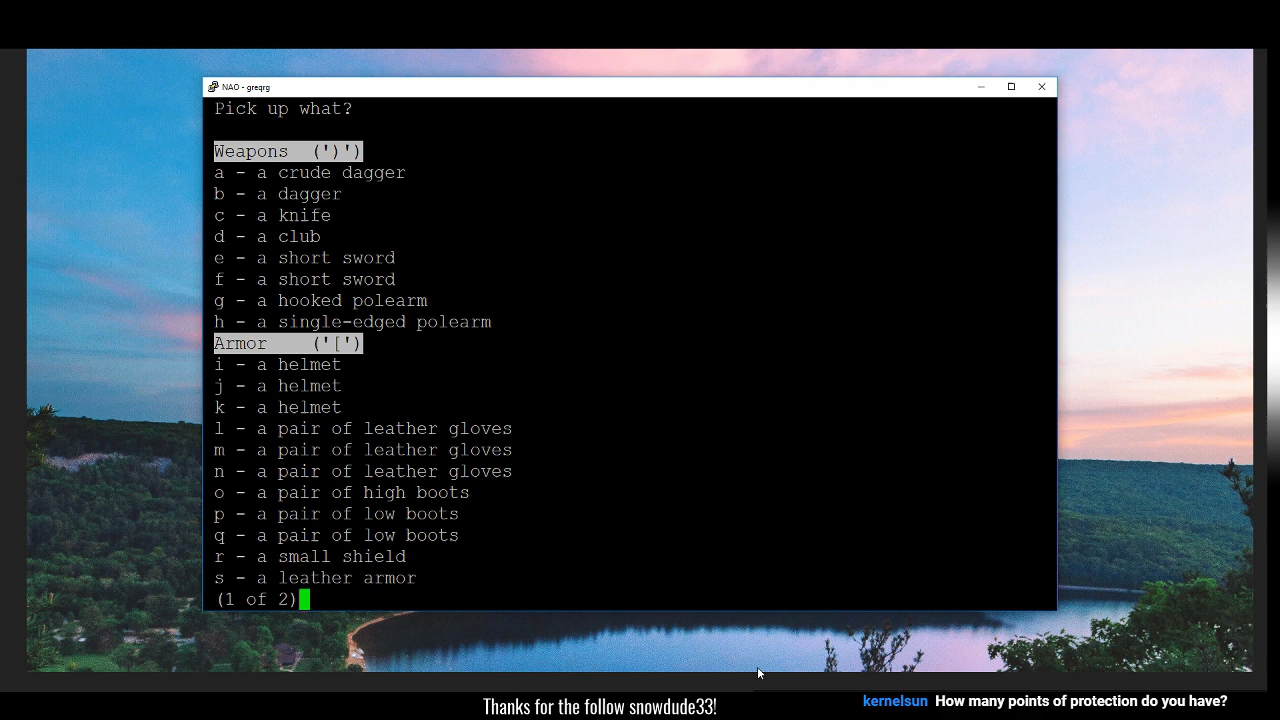 NAO - greqrg
Pick up what?
Weapons (')')
a - a crude dagger
b - a dagger
c - a knife
d - a club
e - a short sword
f - a short sword
g - a hooked polearm
h - a single-edged polearm
Armor ('[')
i - a helmet
j - a helmet
k - a helmet
l - a pair of leather gloves
m - a pair of leather gloves
n - a pair of leather gloves
o - a pair of high boots
p - a pair of low boots
q - a pair of low boots
r - a small shield
s - a leather armor
(1 of 2)
kernelsun How many points of protection do you have?
Thanks for the follow snowdude33!